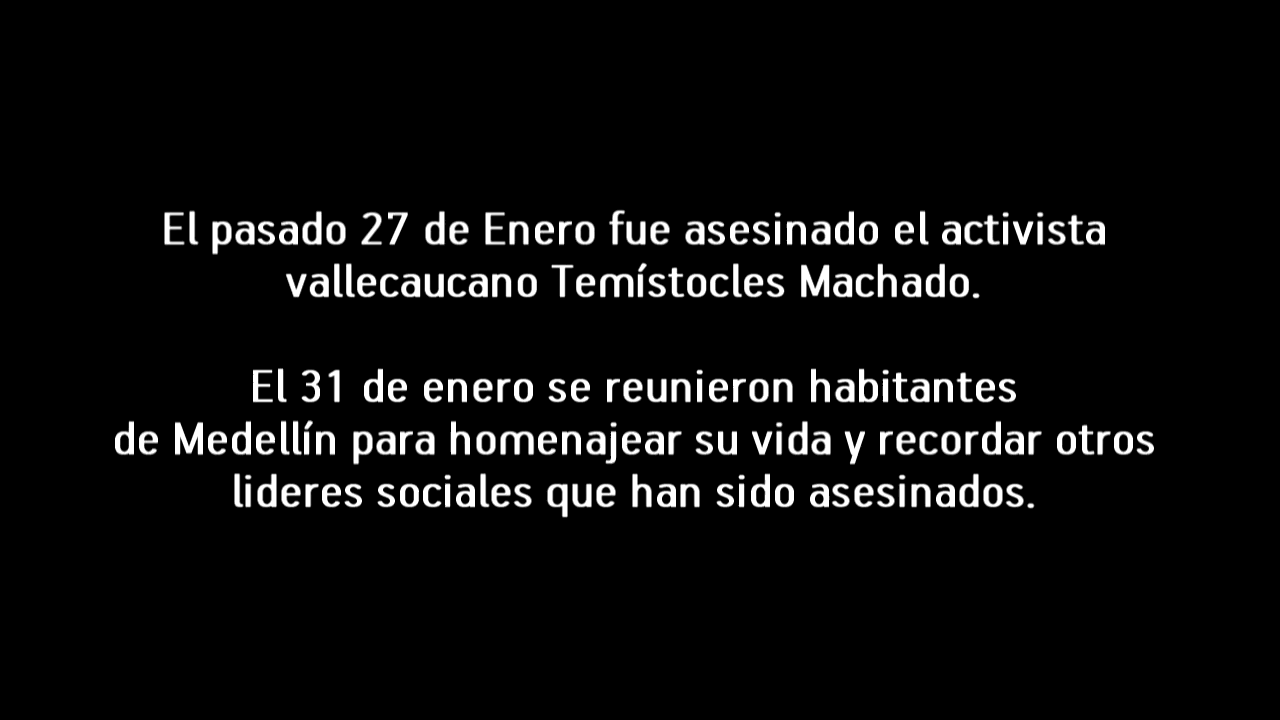 El pasado 27 de Enero fue asesinado el activista
vallecaucano Temístocles Machado.
El 31 de enero se reunieron habitantes
de Medellín para homenajear su vida y recordar otros
lideres sociales que han sido asesinados.